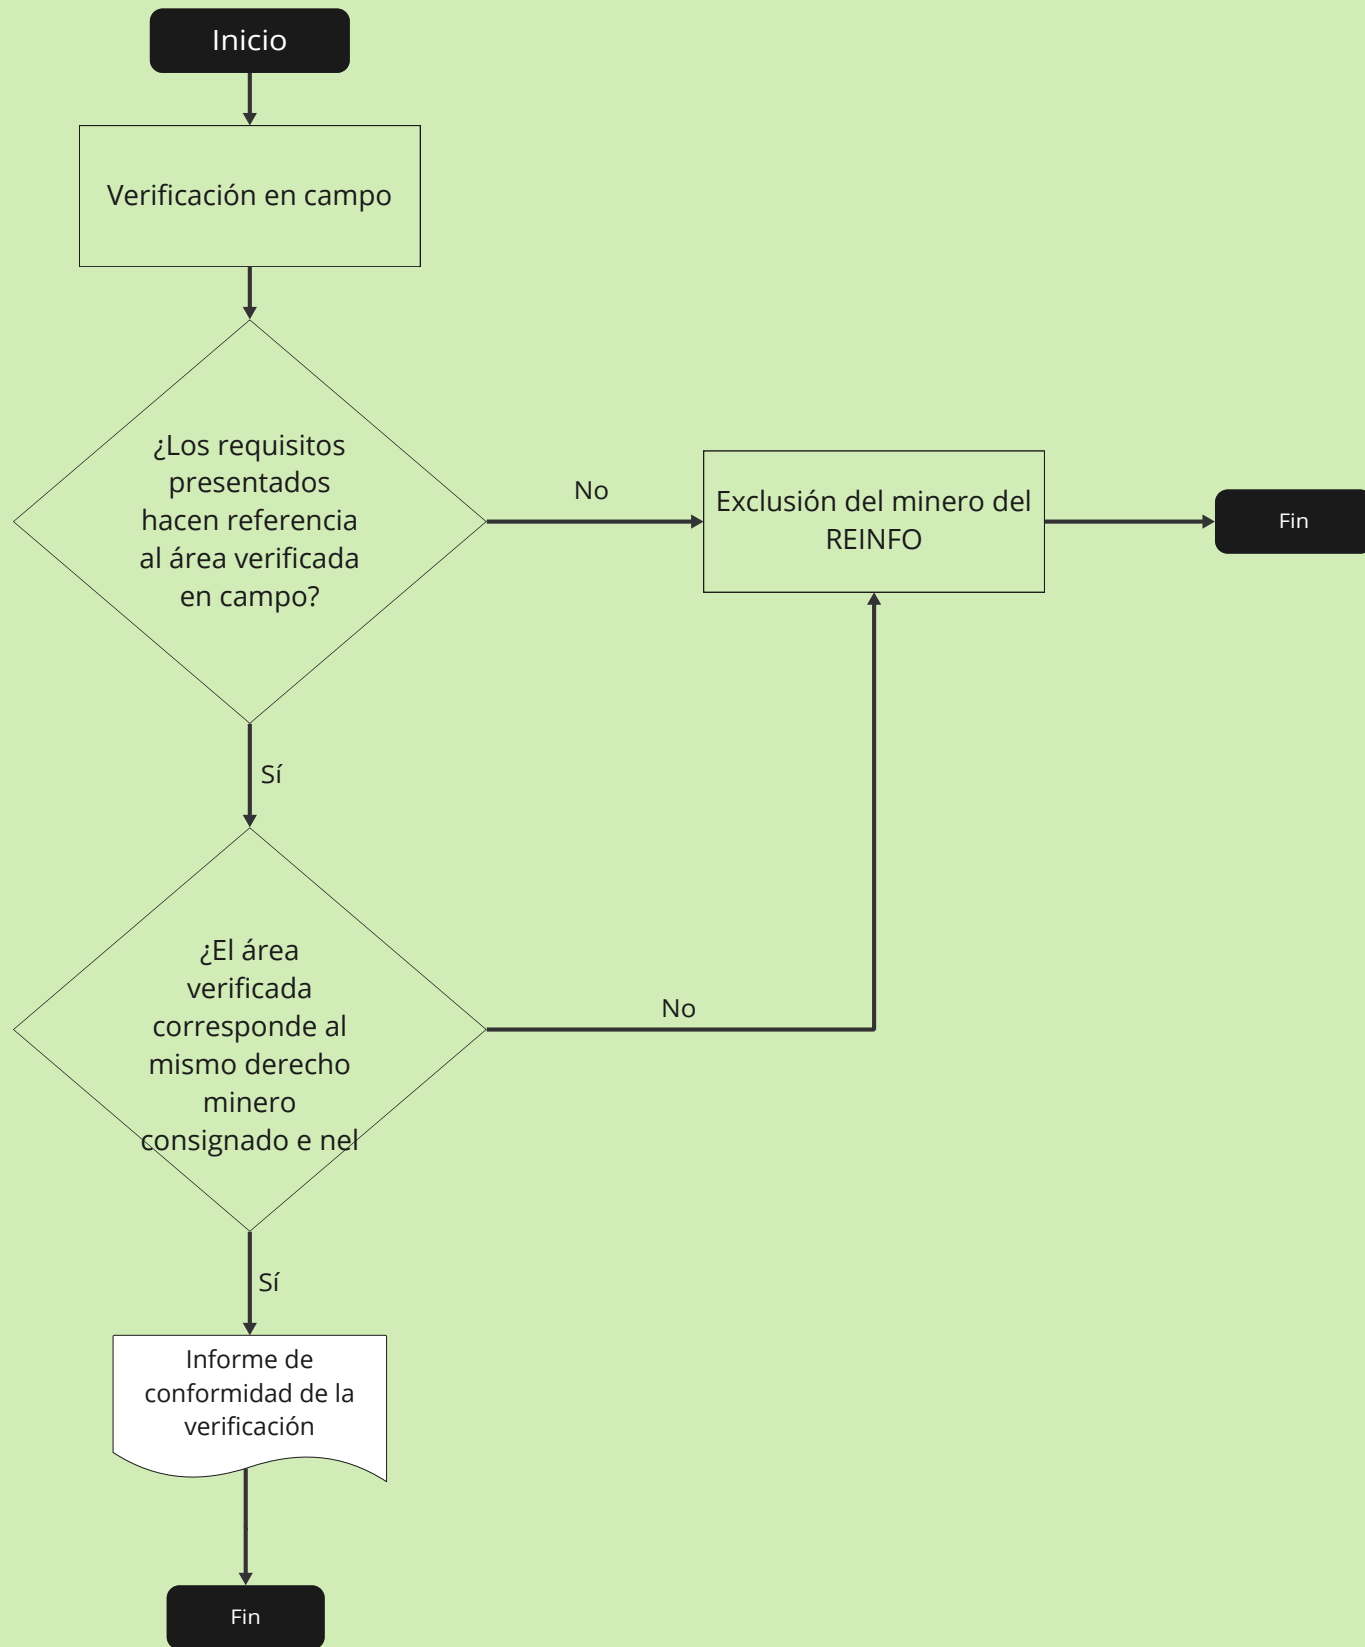 Inicio
Verificación en campo
¿Los requisitos
presentados
hacen referencia
al área verificada
en campo?
No
Exclusión del minero del
REINFO
Fin
Sí
¿El área
verificada
corresponde al
mismo derecho
minero
consignado e nel
No
Sí
Informe de
conformidad de la
verificación
Fin